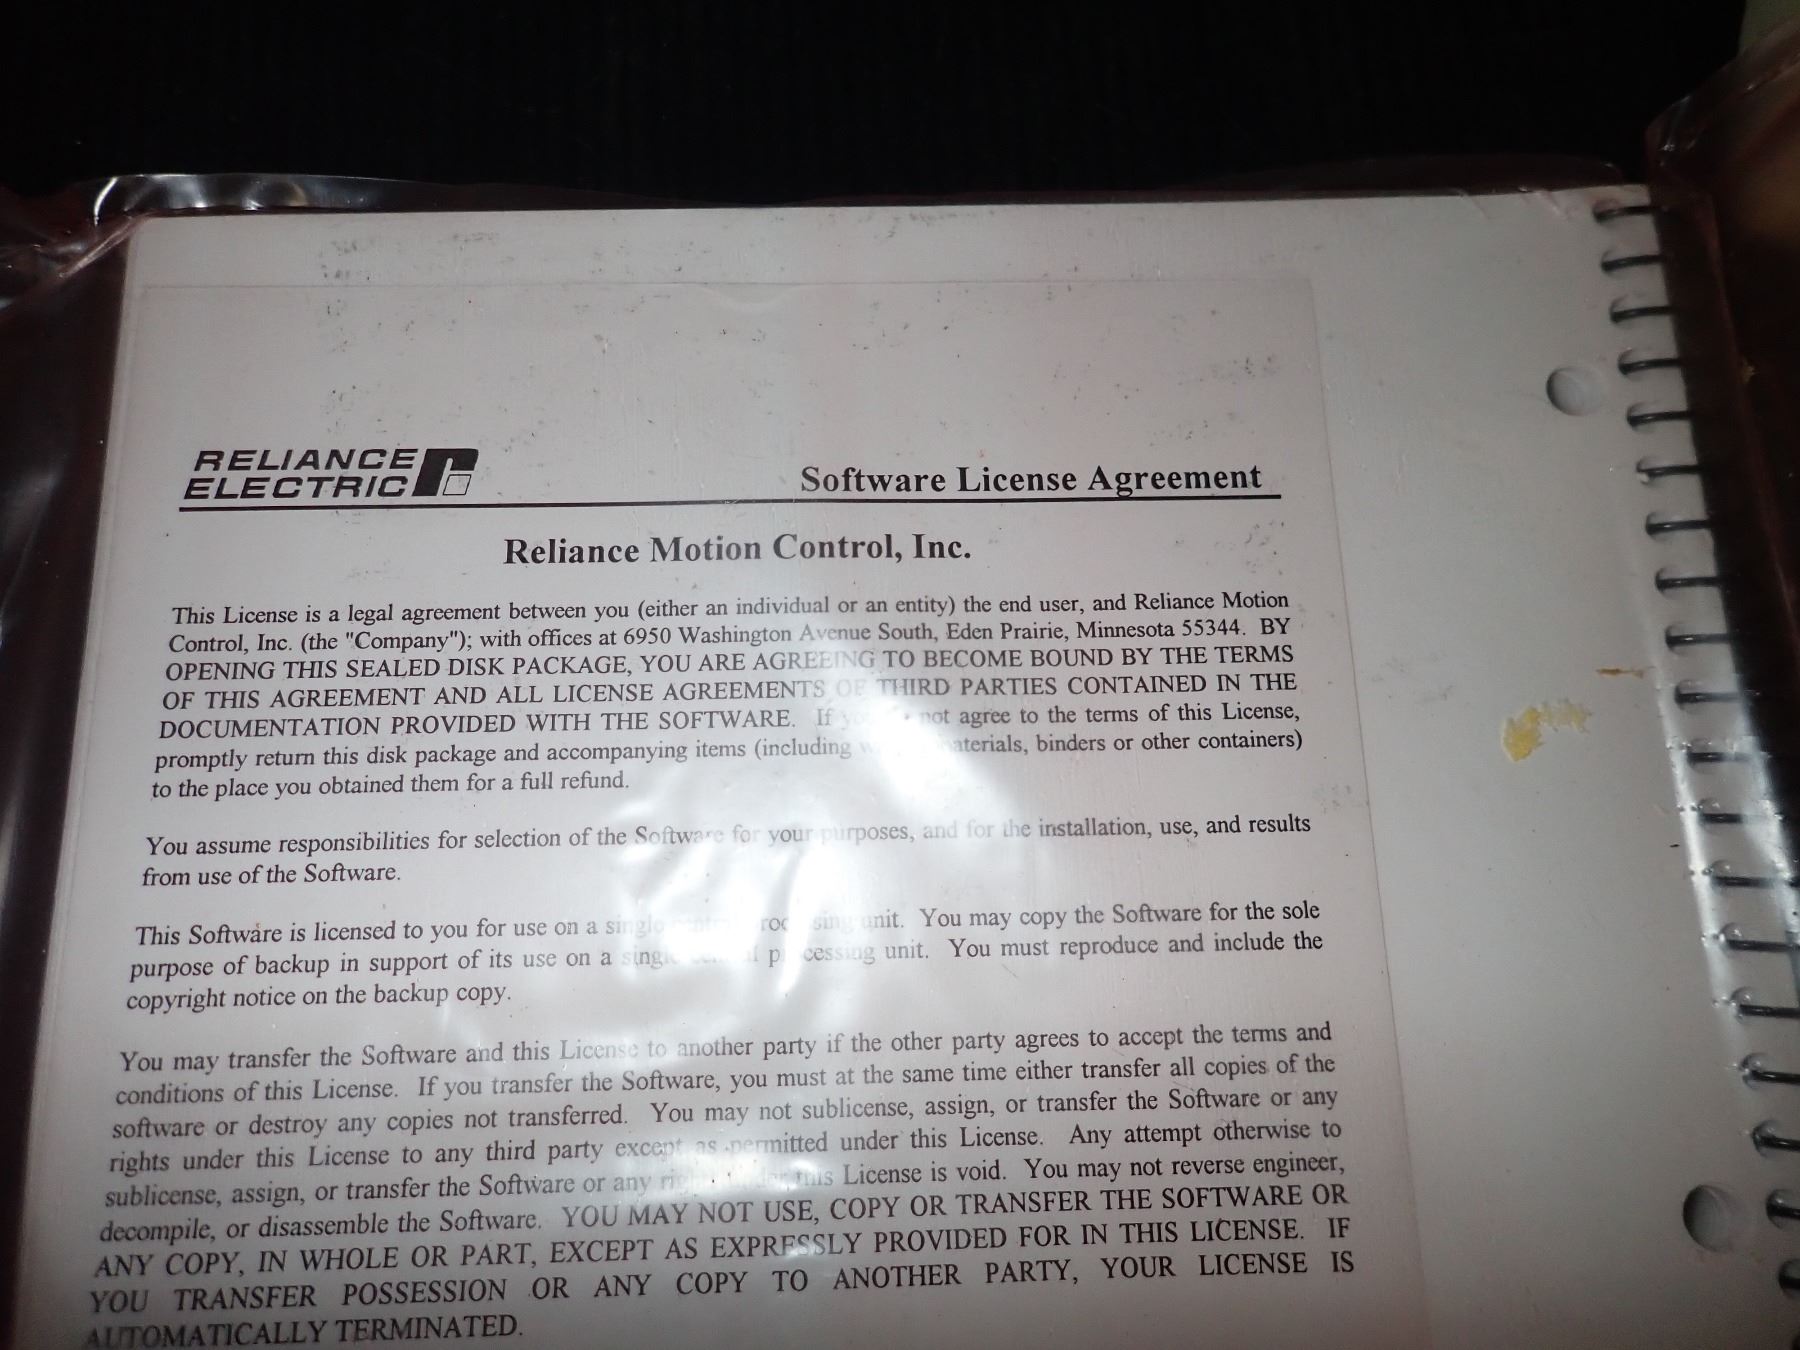 RELIANCE
ELECTRIC
Software License Agreement
Reliance Motion Control, Inc.
This License is a legal agreement between you (either an individual or an entity) the end user, and Reliance Motion
Control, Inc. (the "Company"); with offices at 6950 Washington Avenue South, Eden Prairie, Minnesota 55344. BY
OPENING THIS SEALED DISK PACKAGE, YOU ARE AGREEING TO BECOME BOUND BY THE TERMS
OF THIS AGREEMENT AND ALL LICENSE AGREEMENTS OF THIRD PARTIES CONTAINED IN THE
DOCUMENTATION PROVIDED WITH THE SOFTWARE. If not agree to the terms of this License,
promptly return this disk package and accompanying items (including binders or other containers)
to the place you obtained them for a full refund.
You assume responsibilities for selection of the Software for your purposes, and for the installation, use, and results
from use of the Software.
This Software is licensed to you for use on a single unit. You may copy the Software for the sole
purpose of backup in support of its use on a single processing unit. You must reproduce and include the
copyright notice on the backup copy.
You may transfer the Software and this License to another party if the other party agrees to accept the terms and
conditions of this License. If you transfer the Software, you must at the same time either transfer all copies of the
software or destroy any copies not transferred. You may not sublicense, assign, or transfer the Software or any
rights under this License to any third party except as permitted under this License. Any attempt otherwise to
sublicense, assign, or transfer the Software or any this License is void. You may not reverse engineer,
decompile, or disassemble the Software. YOU MAY NOT USE, COPY OR TRANSFER THE SOFTWARE OR
ANY COPY, IN WHOLE OR PART, EXCEPT AS EXPRESSLY PROVIDED FOR IN THIS LICENSE. IF
YOU TRANSFER POSSESSION OR ANY COPY TO ANOTHER PARTY, YOUR LICENSE IS
AUTOMATICALLY TERMINATED.